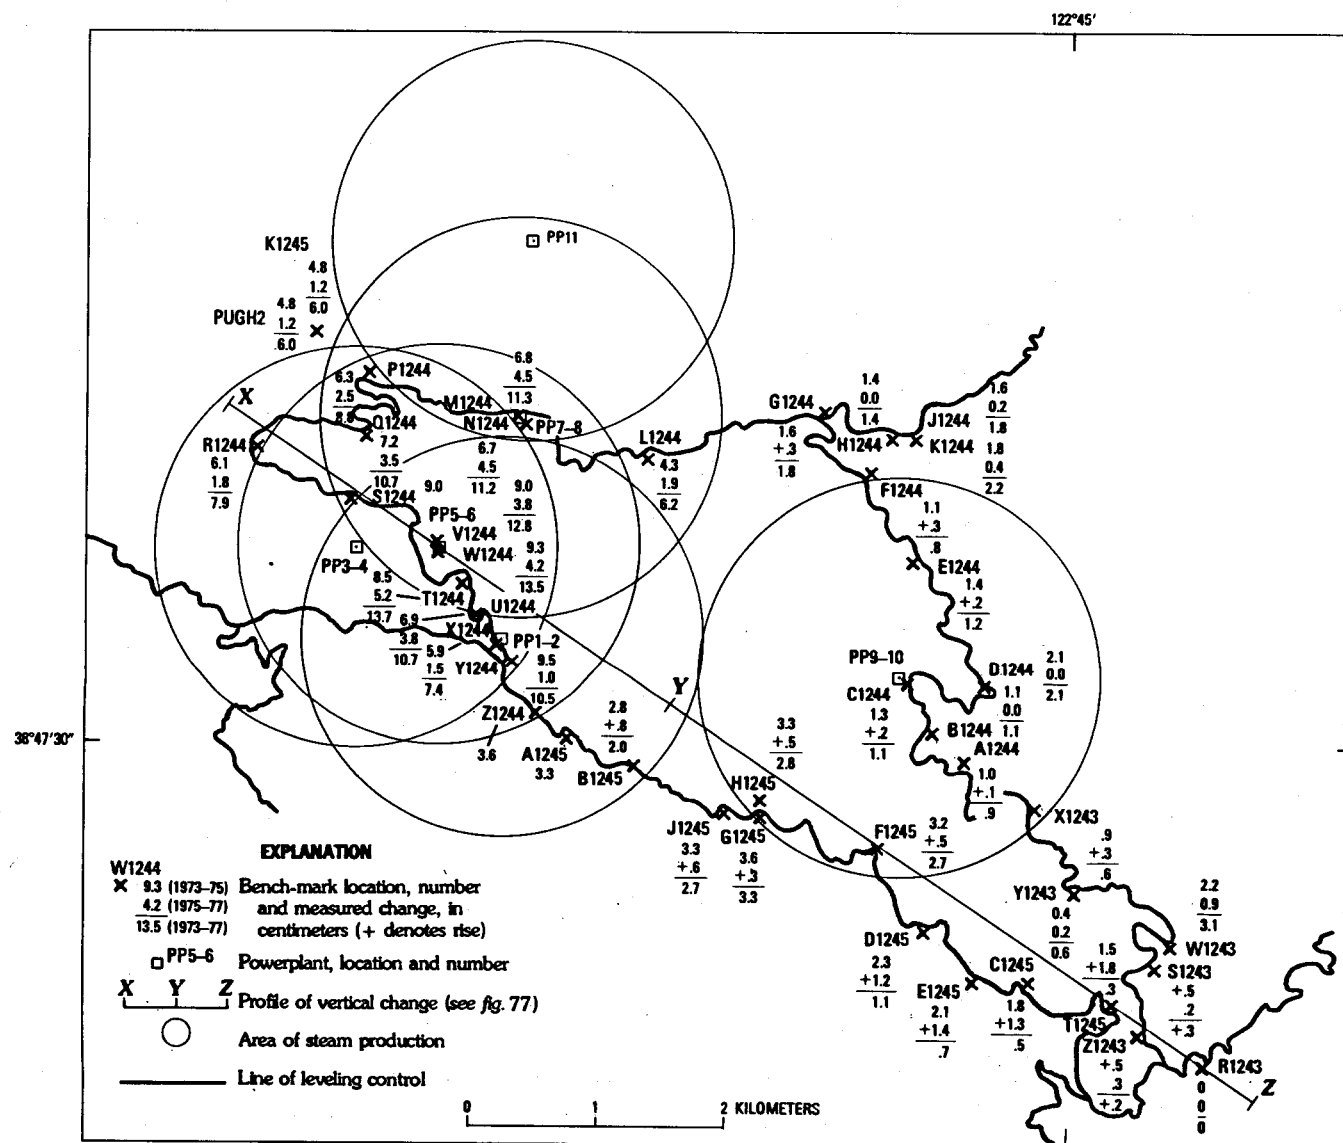 122°45'
K1245
4.8
1.2
6.0
PUGH2
4.8
1.2
6.0
PP11
X
P1244
6.3
2.5
8.8
6.8
4.5
11.3
M1244
N1244
PP7–8
Q1244
7.2
3.5
10.7
R1244
6.1
1.8
7.9
6.7
4.5
11.2
L1244
4.3
1.9
6.2
G1244
1.6
+.3
1.8
1.4
0.0
1.4
H1244
J1244
1.6
0.2
1.8
K1244
1.8
0.4
2.2
S1244
9.0
9.0
3.8
12.8
PP5–6
V1244
W1244
9.3
4.2
13.5
F1244
1.1
+.3
.8
E1244
1.4
+.2
1.2
PP3–4
8.5
5.2
13.7
T1244
U1244
6.9
3.8
10.7
X1244
PP1–2
5.9
1.5
7.4
Y1244
9.5
1.0
10.5
Y
PP9–10
C1244
1.3
+.2
1.1
D1244
2.1
0.0
2.1
1.1
0.0
1.1
B1244
A1244
1.0
+.1
.9
38°47'30"
Z1244
3.6
A1245
3.3
2.8
+.8
2.0
B1245
3.3
+.5
2.8
H1245
J1245
3.3
+.6
2.7
G1245
3.6
+.3
3.3
F1245
3.2
+.5
2.7
X1243
.9
+.3
.6
Y1243
0.4
0.2
0.6
2.2
0.9
3.1
W1243
S1243
+.5
.2
+.3
D1245
2.3
+1.2
1.1
E1245
2.1
+1.4
.7
C1245
1.8
+1.3
.5
1.5
+1.8
.3
T1245
Z1243
+.5
.3
+.2
R1243
0
0
0
Z
EXPLANATION
W1244
9.3 (1973–75) Bench-mark location, number
4.2 (1975–77) and measured change, in
13.5 (1973–77) centimeters (+ denotes rise)
PP5–6 Powerplant, location and number
X Y Z Profile of vertical change (see fig. 77)
Area of steam production
Line of leveling control
0 1 2 KILOMETERS